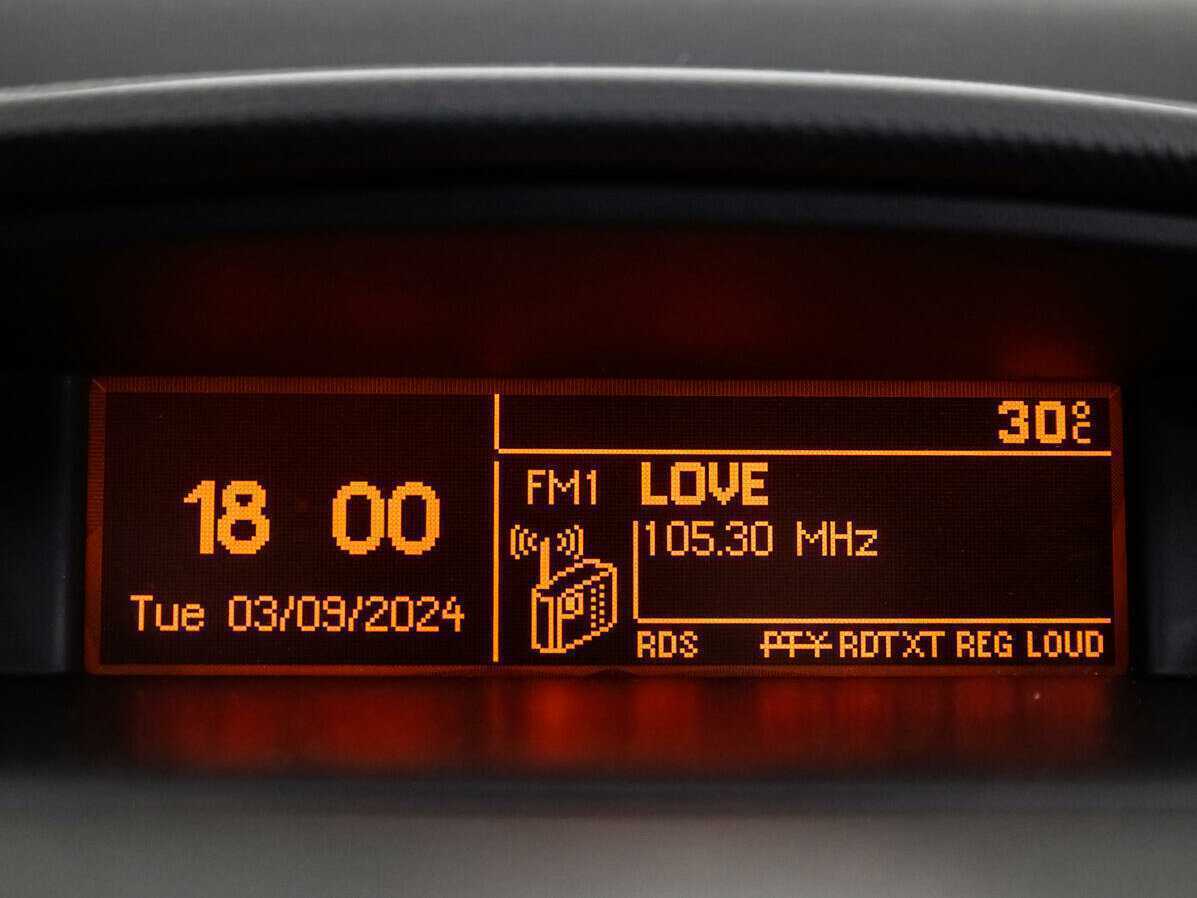 30°C
18 00
Tue 03/09/2024
FM1 LOVE
105.30 MHz
RDS PTY RDTXT REG LOUD